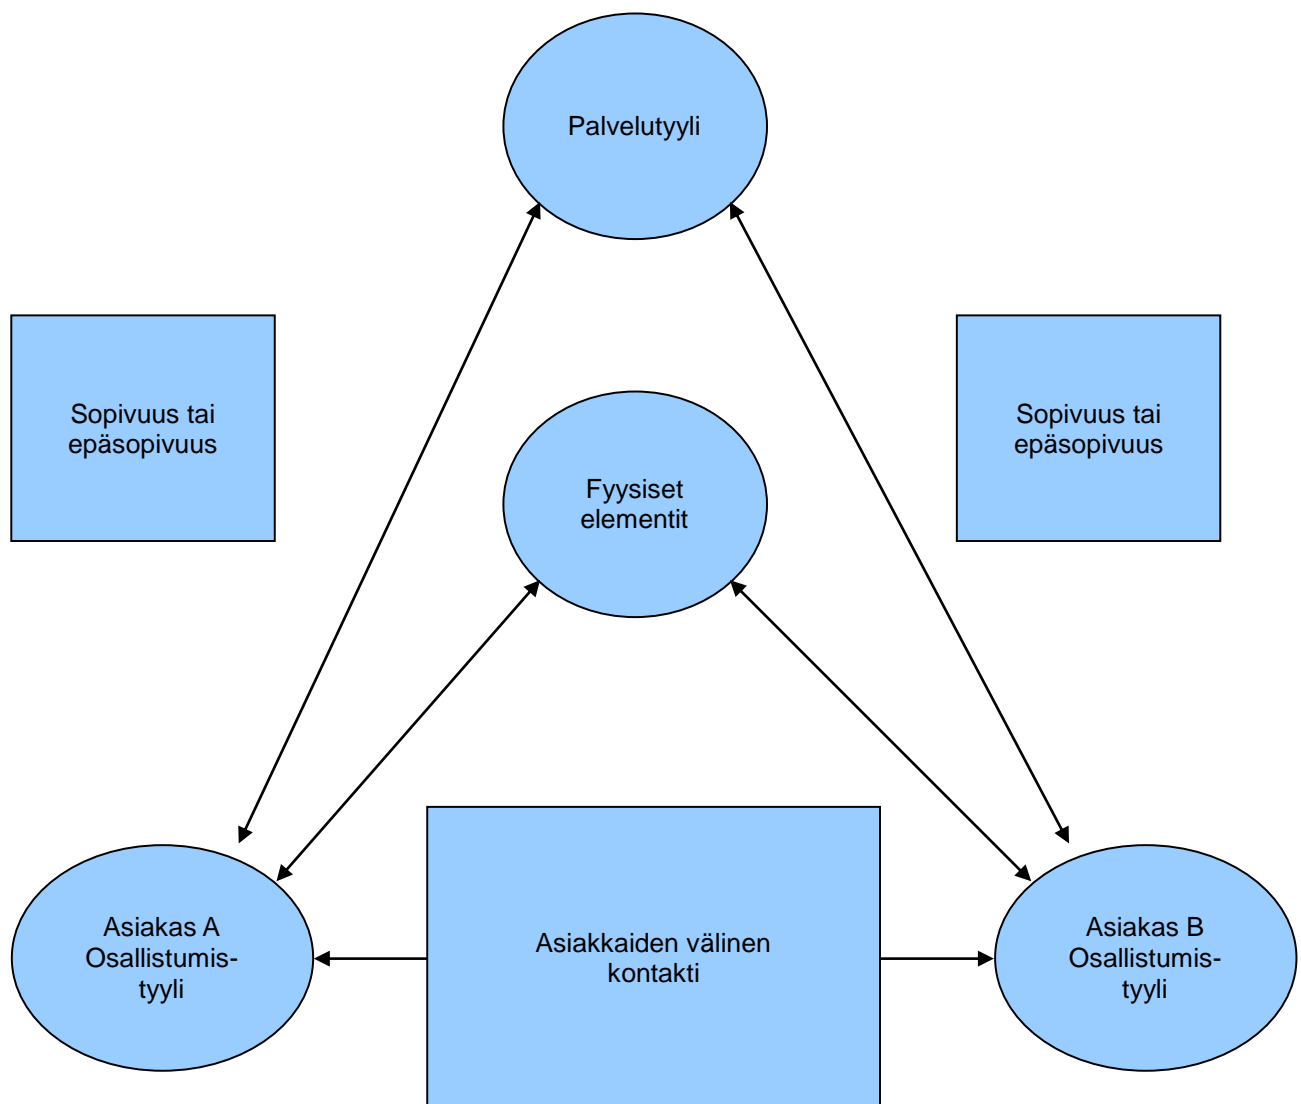 Palvelutyyli
Sopivuus tai
epäsopivuus
Sopivuus tai
epäsopivuus
Fyysiset
elementit
Asiakas A
Osallistumis-
tyyli
Asiakkaiden välinen
kontakti
Asiakas B
Osallistumis-
tyyli